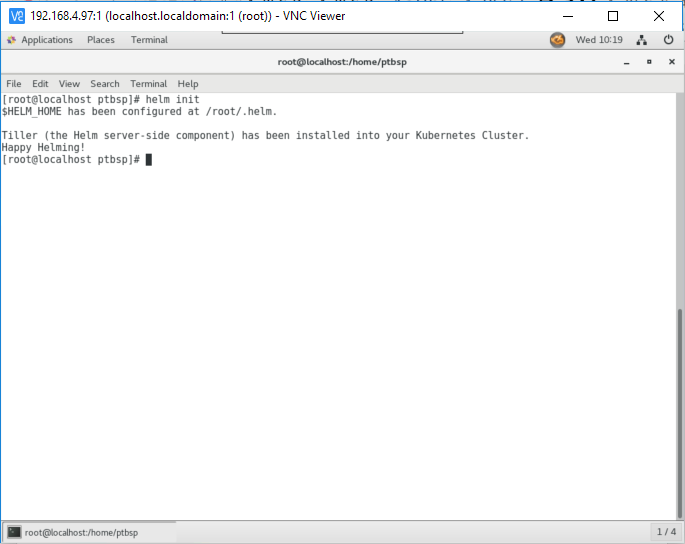 192.168.4.97:1 (localhost.localdomain:1 (root)) - VNC Viewer
Applications Places Terminal Wed 10:19
root@localhost:/home/ptbsp
File Edit View Search Terminal Help
[root@localhost ptbsp]# helm init
$HELM_HOME has been configured at /root/.helm.
Tiller (the Helm server-side component) has been installed into your Kubernetes Cluster.
Happy Helming!
[root@localhost ptbsp]#
root@localhost:/home/ptbsp 1 / 4